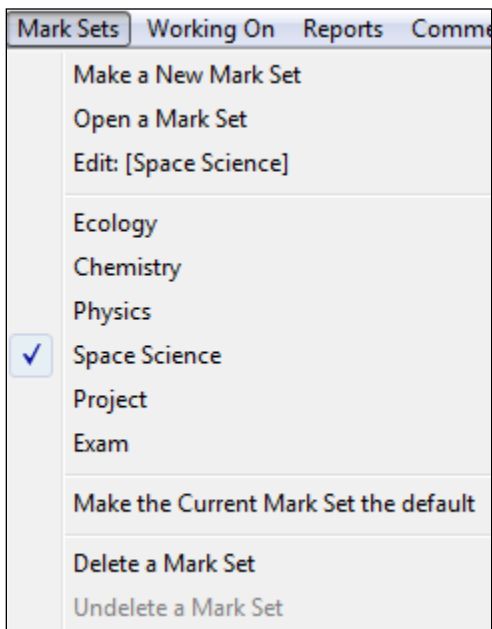 Mark Sets Working On Reports Comme
Make a New Mark Set
Open a Mark Set
Edit: [Space Science]
Ecology
Chemistry
Physics
Space Science
Project
Exam
Make the Current Mark Set the default
Delete a Mark Set
Undelete a Mark Set